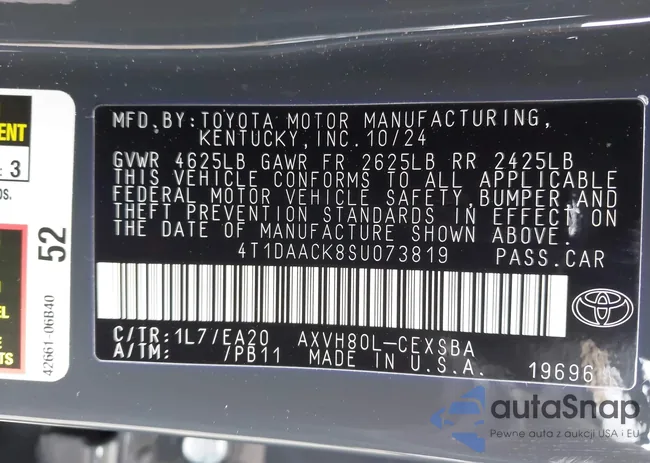 MFD.BY: TOYOTA MOTOR MANUFACTURING,
KENTUCKY, INC. 10/24
GVWR 4625LB GAWR FR 2625LB RR 2425LB
THIS VEHICLE CONFORMS TO ALL APPLICABLE
FEDERAL MOTOR VEHICLE SAFETY, BUMPER, AND
THEFT PREVENTION STANDARDS IN EFFECT ON
THE DATE OF MANUFACTURE SHOWN ABOVE.
4T1DAACK8SU073819 PASS.CAR
C/TR: 1L7/EA20 AXVH80L-CEXSBA
A/TM: /PB11 MADE IN U.S.A. 19696
: 3
52
42661-06B40
autoSnap
Pewne auta z aukcji USA i EU